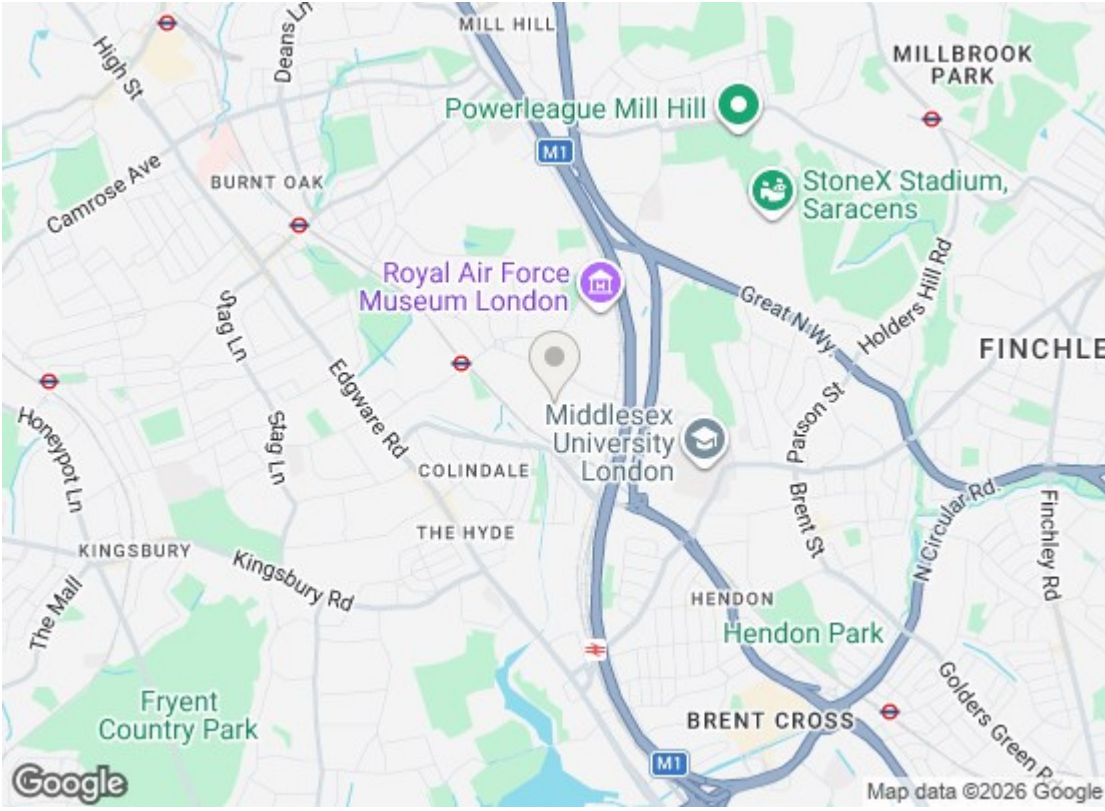 MILL HILL
Deans Ln
High St
MILLBROOK
PARK
Powerleague Mill Hill
M1
Camrose Ave
BURNT OAK
StoneX Stadium,
Saracens
Royal Air Force
Museum London
Holders Hill Rd
Great N Wy.
Stag Ln
FINCHLE
Edgware Rd
Parson St
Honeypot Ln
Stag Ln
Middlesex
University
London
COLINDALE
Brent St
N Circular Rd.
Finchley Rd
THE HYDE
KINGSBURY
Kingsbury Rd
The Mall
HENDON
Hendon Park
Golders Green Rd
Fryent
Country Park
BRENT CROSS
M1
Google
Map data ©2026 Google